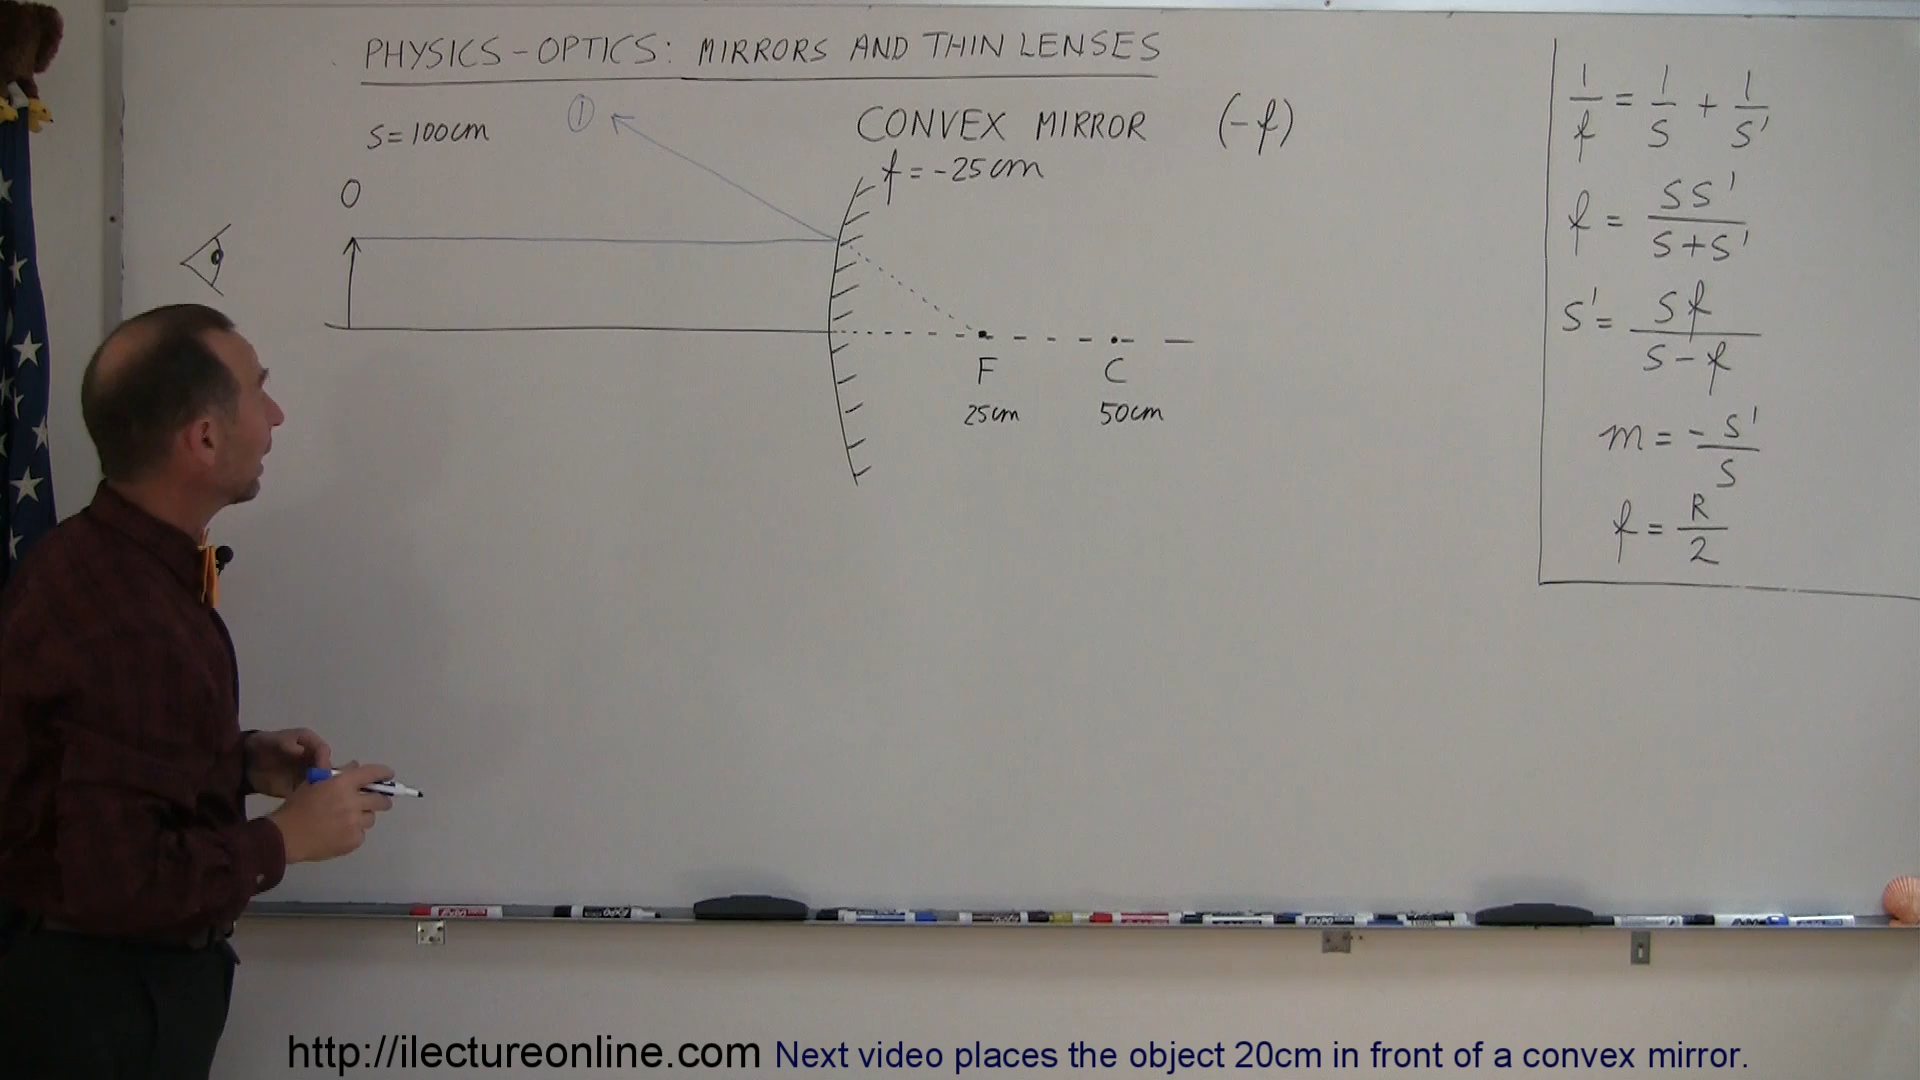 PHYSICS-OPTICS: MIRRORS AND THIN LENSES
S=100cm
①
CONVEX MIRROR (-f)
f = -25cm
O
F
25cm
C
50cm
1/f = 1/S + 1/S'
f = SS'/S+S'
S' = Sf/S-f
m = -S'/S
f = R/2
http://ilectureonline.com Next video places the object 20cm in front of a convex mirror.